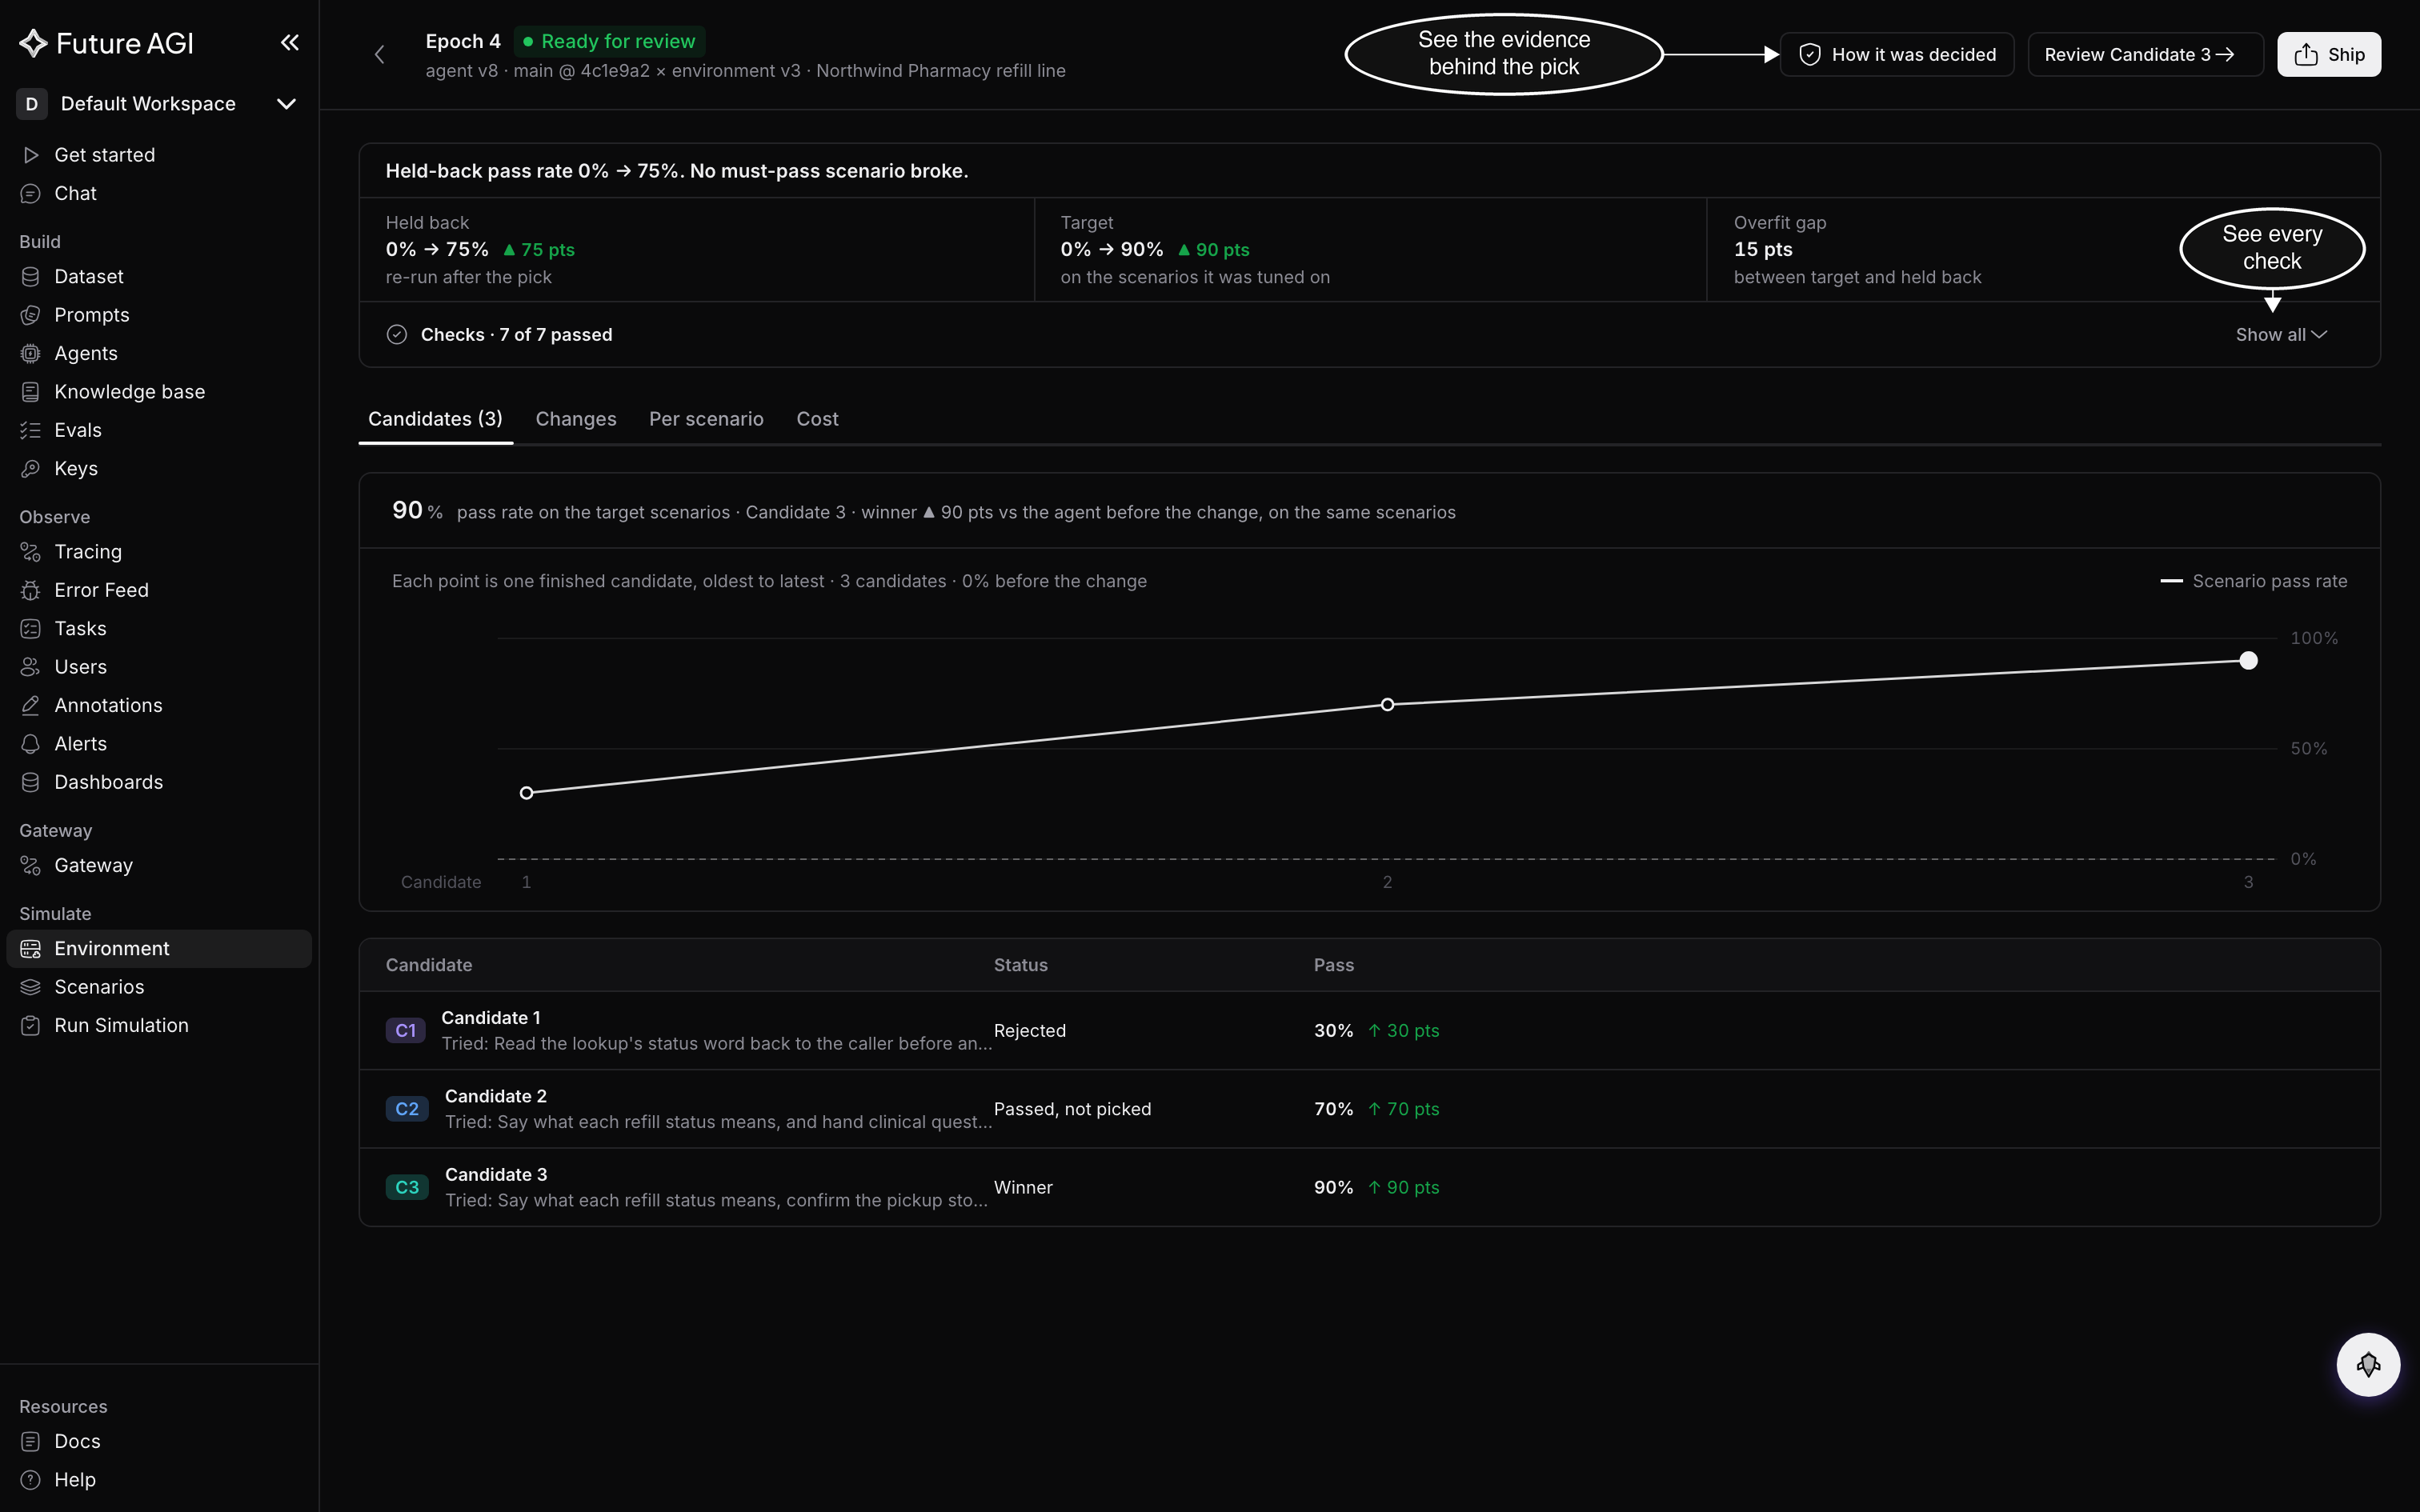 Future AGI
D Default Workspace
Get started
Chat
Build
Dataset
Prompts
Agents
Knowledge base
Evals
Keys
Observe
Tracing
Error Feed
Tasks
Users
Annotations
Alerts
Dashboards
Gateway
Gateway
Simulate
Environment
Scenarios
Run Simulation
Resources
Docs
Help
Epoch 4 Ready for review
agent v8 · main @ 4c1e9a2 × environment v3 · Northwind Pharmacy refill line
See the evidence
behind the pick
How it was decided
Review Candidate 3 →
Ship
Held-back pass rate 0% → 75%. No must-pass scenario broke.
Held back
0% → 75% ▲ 75 pts
re-run after the pick
Target
0% → 90% ▲ 90 pts
on the scenarios it was tuned on
Overfit gap
15 pts
between target and held back
See every
check
Checks · 7 of 7 passed
Show all
Candidates (3) Changes Per scenario Cost
90% pass rate on the target scenarios · Candidate 3 · winner ▲ 90 pts vs the agent before the change, on the same scenarios
Each point is one finished candidate, oldest to latest · 3 candidates · 0% before the change
Scenario pass rate
100%
50%
0%
Candidate 1 2 3
Candidate Status Pass
C1 Candidate 1
Tried: Read the lookup's status word back to the caller before an...
Rejected
30% ↑ 30 pts
C2 Candidate 2
Tried: Say what each refill status means, and hand clinical quest...
Passed, not picked
70% ↑ 70 pts
C3 Candidate 3
Tried: Say what each refill status means, confirm the pickup sto...
Winner
90% ↑ 90 pts